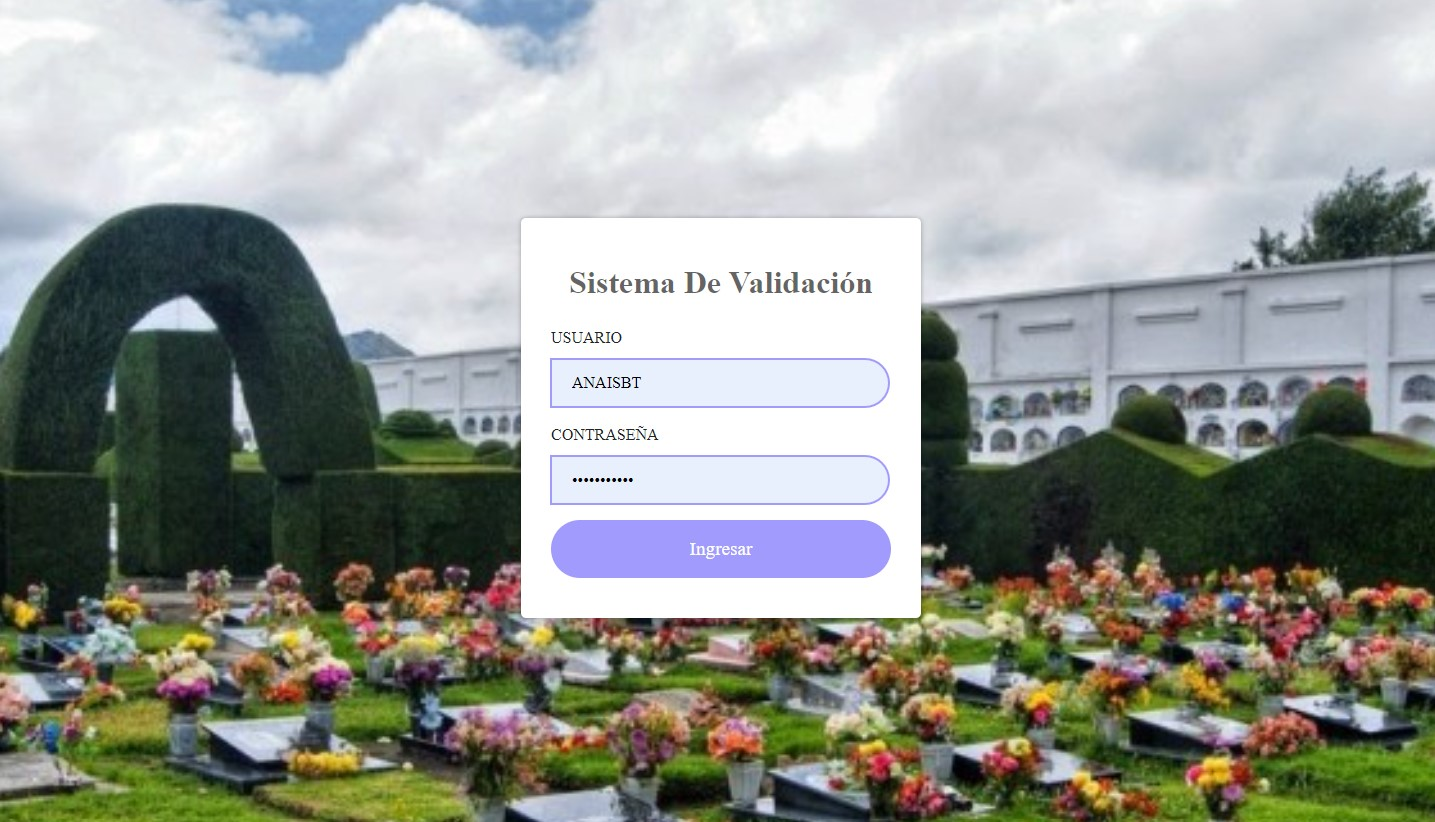 Sistema De Validación
USUARIO
ANAISBT
CONTRASEÑA
•••••••••••
Ingresar